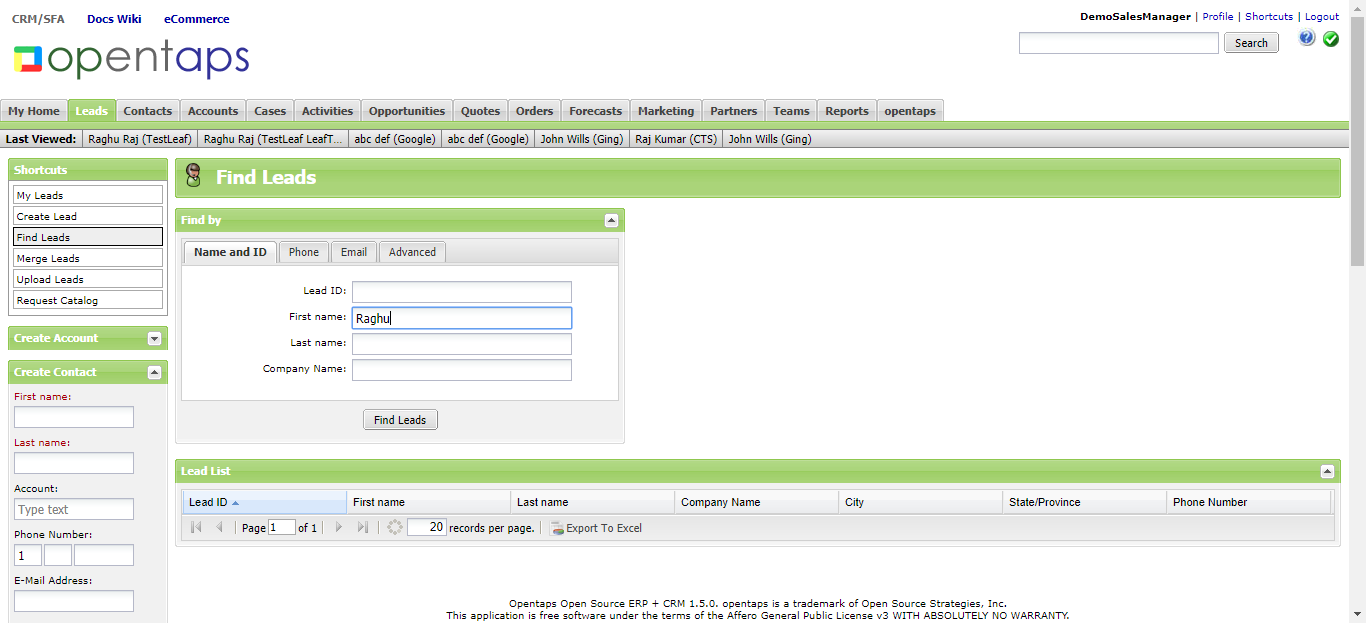 CRM/SFA Docs Wiki eCommerce
DemoSalesManager | Profile | Shortcuts | Logout
opentaps
Search
?
My Home Leads Contacts Accounts Cases Activities Opportunities Quotes Orders Forecasts Marketing Partners Teams Reports opentaps
Last Viewed: Raghu Raj (TestLeaf) Raghu Raj (TestLeaf LeafT... abc def (Google) abc def (Google) John Wills (Ging) Raj Kumar (CTS) John Wills (Ging)
Shortcuts
My Leads
Create Lead
Find Leads
Merge Leads
Upload Leads
Request Catalog
Create Account
Create Contact
First name:
Last name:
Account:
Type text
Phone Number:
1
E-Mail Address:
Find Leads
Find by
Name and ID Phone Email Advanced
Lead ID:
First name: Raghu
Last name:
Company Name:
Find Leads
Lead List
Lead ID First name Last name Company Name City State/Province Phone Number
Page 1 of 1 20 records per page. Export To Excel
Opentaps Open Source ERP + CRM 1.5.0. opentaps is a trademark of Open Source Strategies, Inc.
This application is free software under the terms of the Affero General Public License v3 WITH ABSOLUTELY NO WARRANTY.